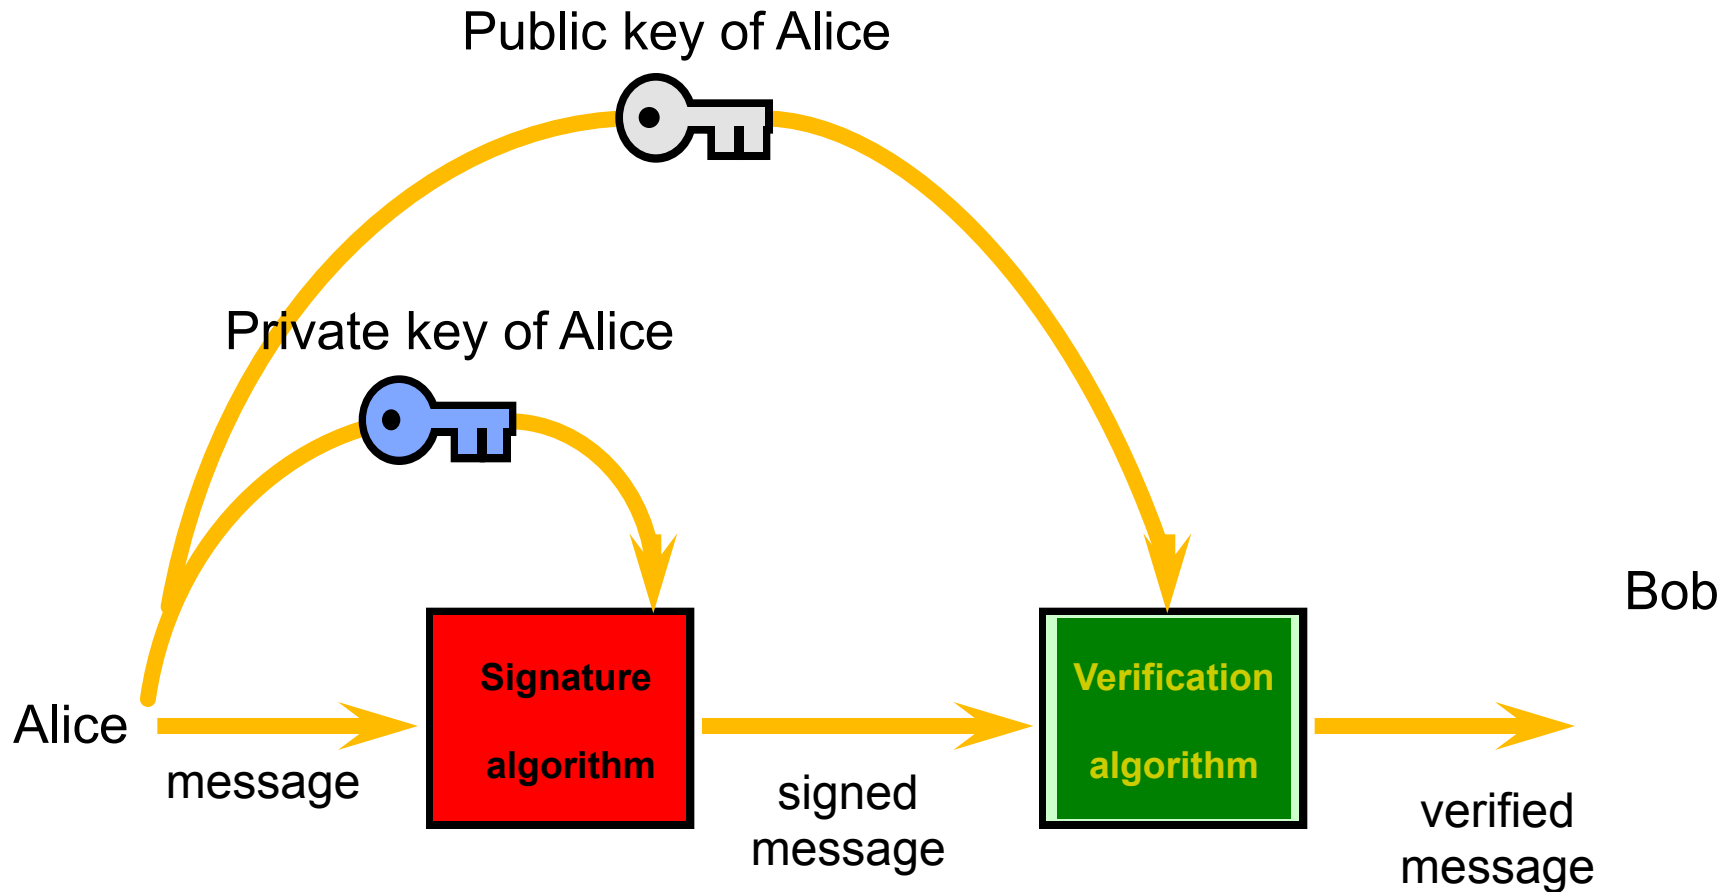 Public key of Alice
Private key of Alice
Bob
Signature
algorithm
Verification
algorithm
Alice
message
signed
message
verified
message